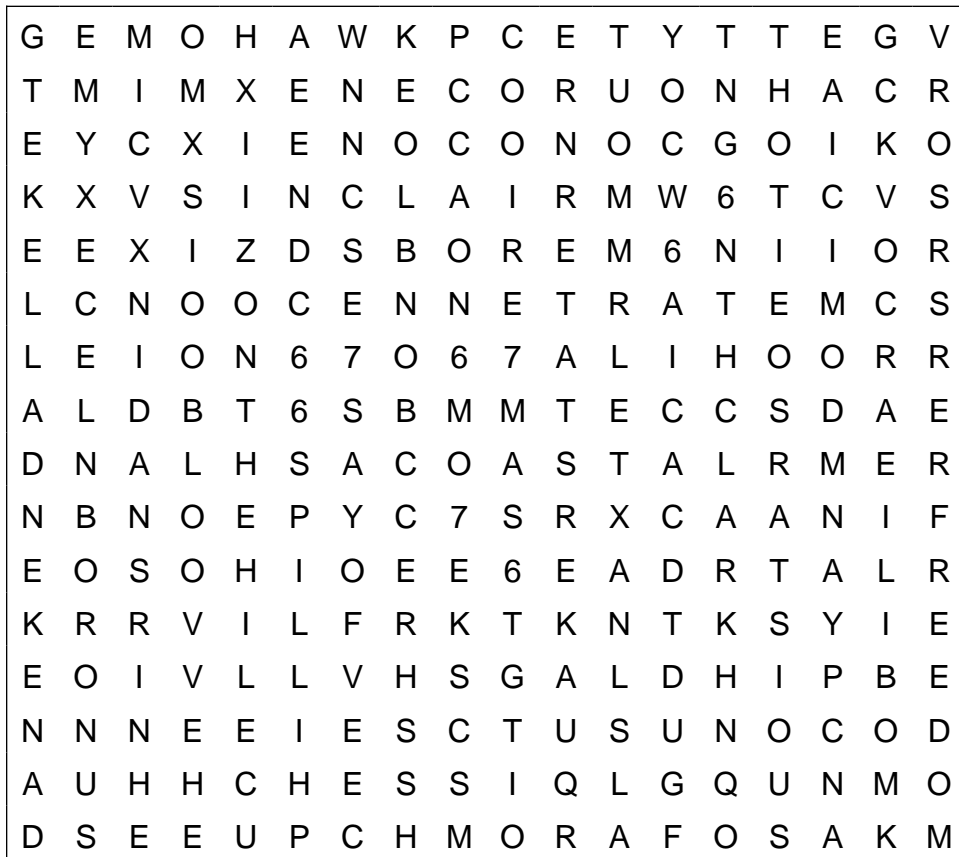 G E M O H A W K P C E T Y T T E G V
T M I M X E N E C O R U O N H A C R
E Y C X I E N O C O N O C G O I K O
K X V S I N C L A I R M W 6 T C V S
E E X I Z D S B O R E M 6 N I I O R
L C N O O C E N N E T R A T E M C S
L E I O N 6 7 O 6 7 A L I H O O R R
A L D B T 6 S B M M T E C C S D A E
D N A L H S A C O A S T A L R M E R
N B N O E P Y C 7 S R X C A A N I F
E O S O H I O E E 6 E A D R T A L R
K R R V I L F R K T K N T K S Y I E
E O I V L L V H S G A L D H I P B E
N N N E E I E S C T U S U N O C O D
A U H H C H E S S I Q L G Q U N M O
D S E E U P C H M O R A F O S A K M